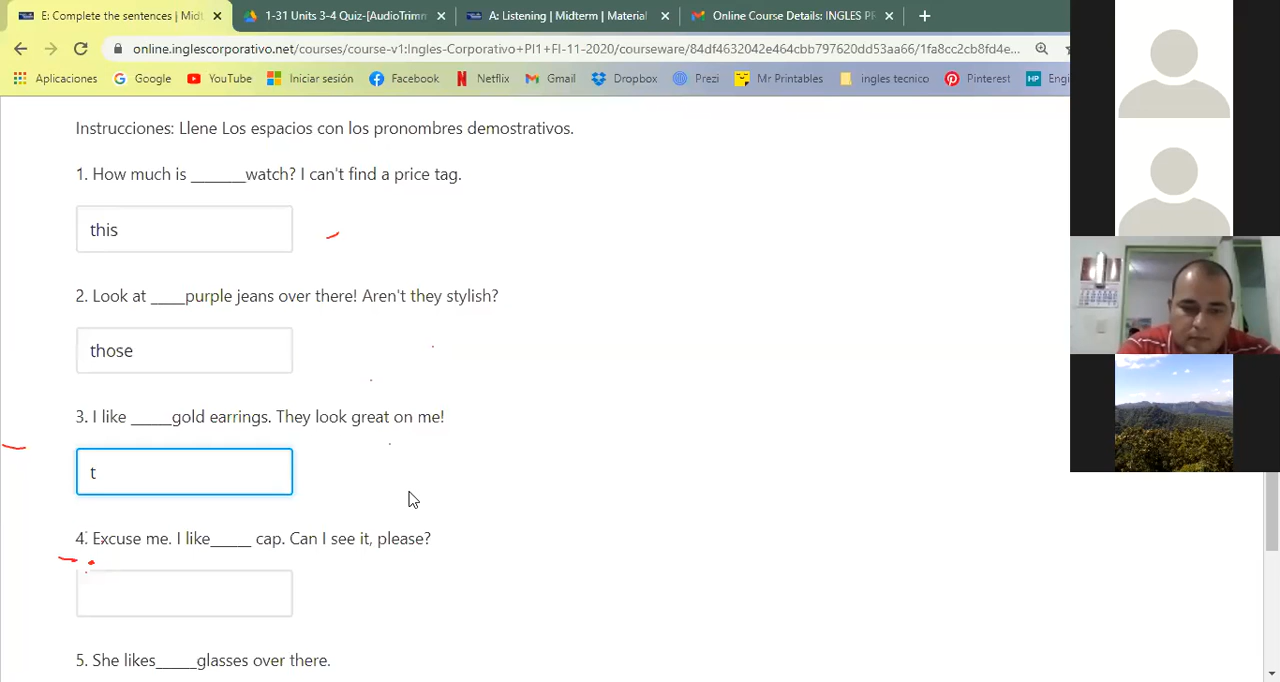 E: Complete the sentences | Midt
1-31 Units 3-4 Quiz-[AudioTrimm
A: Listening | Midterm | Material
Online Course Details: INGLES PR
online.inglescorporativo.net/courses/course-v1:Ingles-Corporativo+PI1+FI-11-2020/courseware/84df4632042e464cbb797620dd53aa66/1fa8cc2cb8fd4e...
Aplicaciones Google YouTube Iniciar sesión Facebook Netflix Gmail Dropbox Prezi Mr Printables ingles tecnico Pinterest HP Engl
Instrucciones: Llene Los espacios con los pronombres demostrativos.
1. How much is _______watch? I can't find a price tag.
this
2. Look at ____purple jeans over there! Aren't they stylish?
those
3. I like _____gold earrings. They look great on me!
t
4. Excuse me. I like_____ cap. Can I see it, please?
5. She likes_____glasses over there.